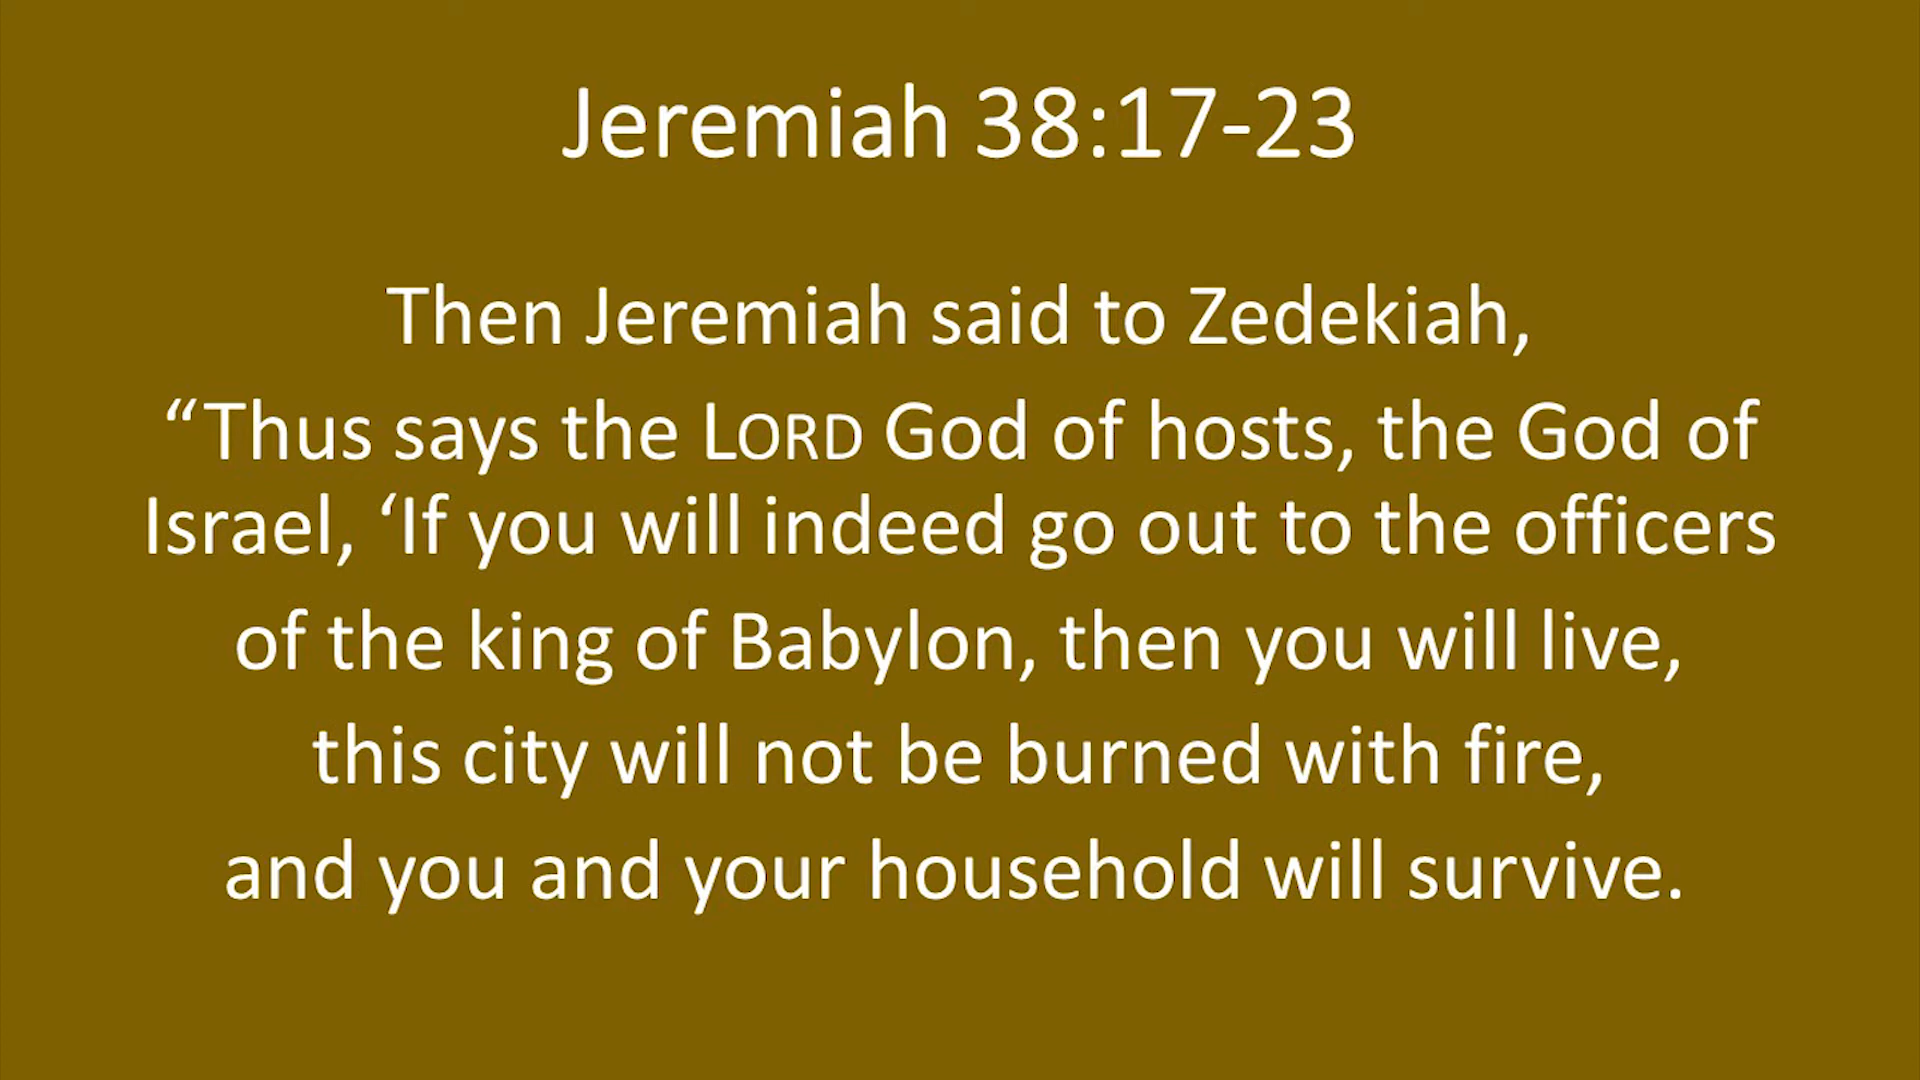 Jeremiah 38:17-23
Then Jeremiah said to Zedekiah,
“Thus says the LORD God of hosts, the God of
Israel, ‘If you will indeed go out to the officers
of the king of Babylon, then you will live,
this city will not be burned with fire,
and you and your household will survive.